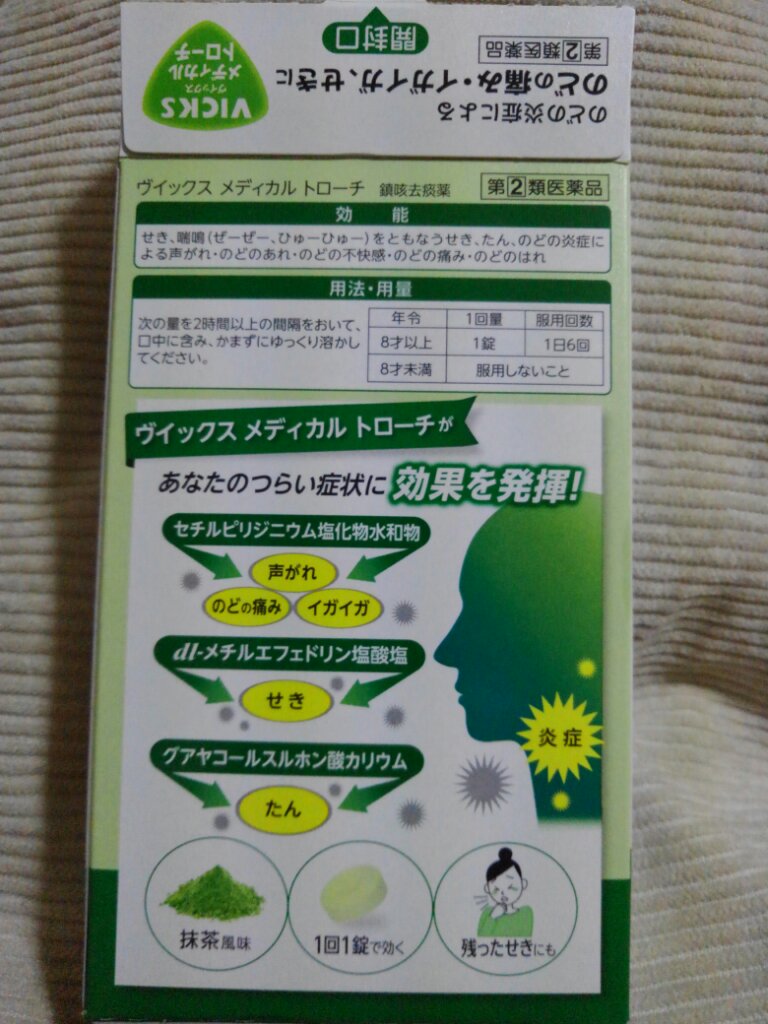 開封口
VICKS
ヴイックス
メディカル
トローチ
のどの炎症による
のどの痛み・イガイガ、せきに
第②類医薬品
ヴイックス メディカル トローチ 鎮咳去痰薬 第②類医薬品
効 能
せき、喘鳴(ぜーぜー、ひゅーひゅー)をともなうせき、たん、のどの炎症に
よる声がれ・のどのあれ・のどの不快感・のどの痛み・のどのはれ
用法・用量
次の量を2時間以上の間隔をおいて、
口中に含み、かまずにゆっくり溶かし
てください。
年令 1回量 服用回数
8才以上 1錠 1日6回
8才未満 服用しないこと
ヴイックス メディカル トローチが
あなたのつらい症状に 効果を発揮!
セチルピリジニウム塩化物水和物
声がれ
のどの痛み イガイガ
dl-メチルエフェドリン塩酸塩
せき
炎症
グアヤコールスルホン酸カリウム
たん
抹茶風味
1回1錠で効く
残ったせきにも